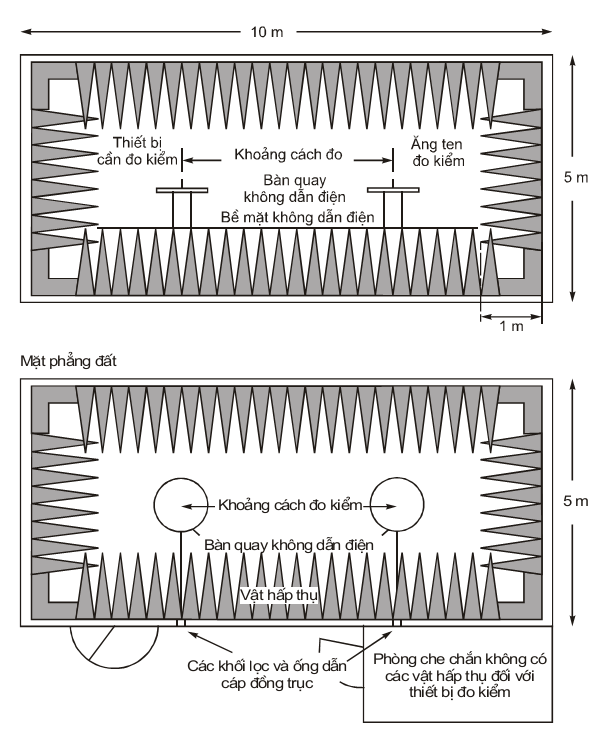 10 m
Thiết bị
cần đo kiểm
Khoảng cách đo
Ăng ten
đo kiểm
Bàn quay
không dẫn điện
Bề mặt không dẫn điện
5 m
1 m
Mặt phẳng đất
Khoảng cách đo kiểm
5 m
Bàn quay không dẫn điện
Vật hấp thụ
Các khối lọc và ống dẫn
cáp đồng trục
Phòng che chắn không có
các vật hấp thụ đối với
thiết bị đo kiểm